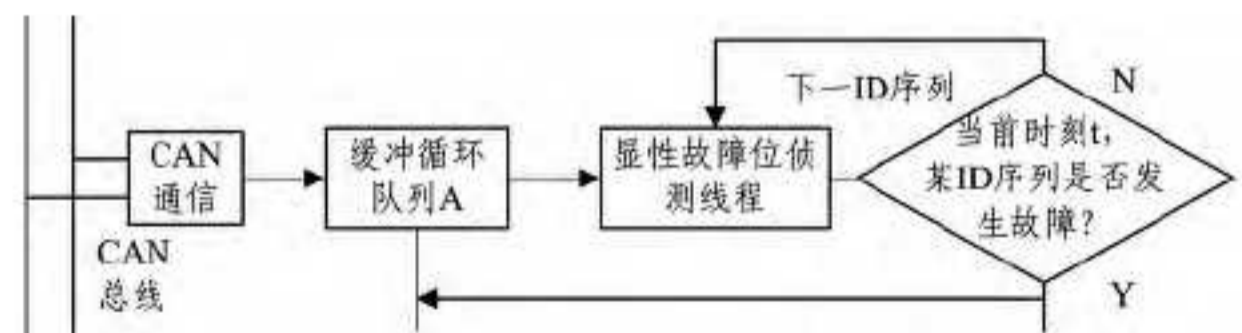 CAN
通信
CAN
总线
缓冲循环
队列A
显性故障位侦
测线程
下一ID序列
N
当前时刻t,
某ID序列是否发
生故障?
Y